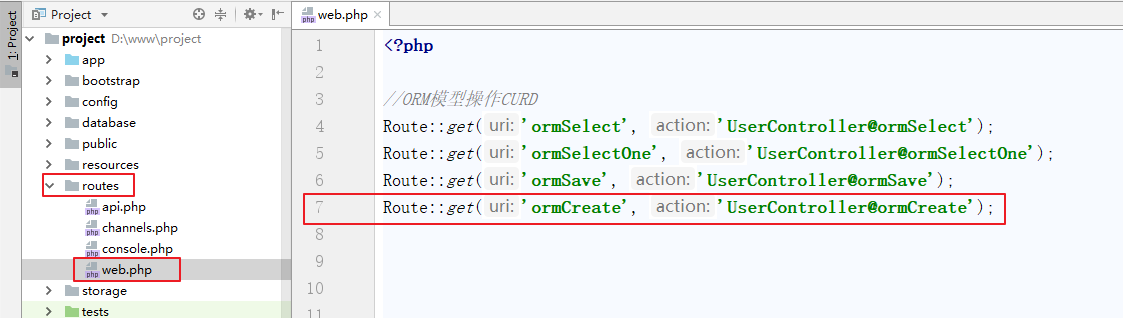 Project
web.php
1: Project
project D:\www\project
app
bootstrap
config
database
public
resources
routes
api.php
channels.php
console.php
web.php
storage
tests
1 <?php
2
3 //ORM模型操作CURD
4 Route::get( uri: 'ormSelect', action: 'UserController@ormSelect');
5 Route::get( uri: 'ormSelectOne', action: 'UserController@ormSelectOne');
6 Route::get( uri: 'ormSave', action: 'UserController@ormSave');
7 Route::get( uri: 'ormCreate', action: 'UserController@ormCreate');
8
9
10
11